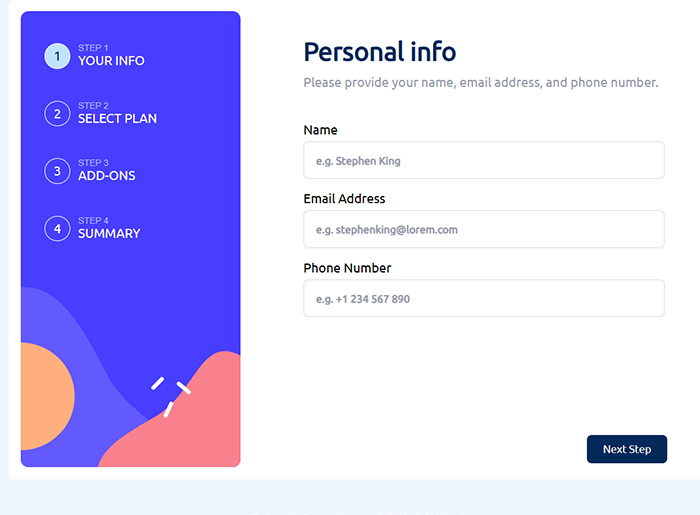 1
STEP 1
YOUR INFO
2
STEP 2
SELECT PLAN
3
STEP 3
ADD-ONS
4
STEP 4
SUMMARY
Personal info
Please provide your name, email address, and phone number.
Name
e.g. Stephen King
Email Address
e.g. stephenking@lorem.com
Phone Number
e.g. +1 234 567 890
Next Step